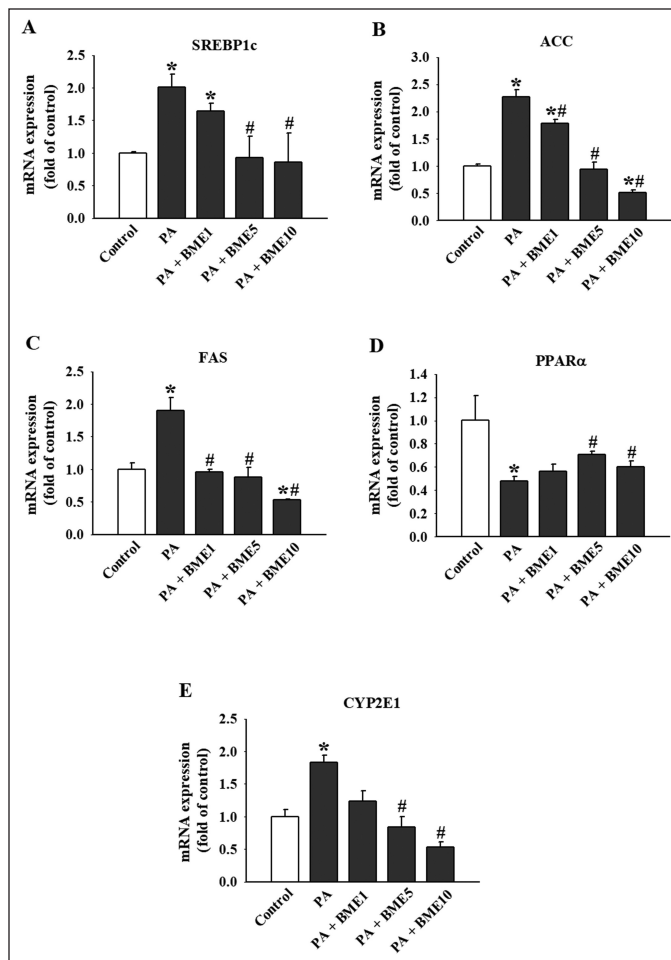 A
SREBP1c
mRNA expression
(fold of control)
2.5
2.0
1.5
1.0
0.5
0.0
*
*
#
#
Control
PA
PA + BME1
PA + BME5
PA + BME10
B
ACC
mRNA expression
(fold of control)
3.0
2.5
2.0
1.5
1.0
0.5
0.0
*
*#
#
*#
Control
PA
PA + BME1
PA + BME5
PA + BME10
C
FAS
mRNA expression
(fold of control)
2.5
2.0
1.5
1.0
0.5
0.0
*
#
#
*#
Control
PA
PA + BME1
PA + BME5
PA + BME10
D
PPARα
mRNA expression
(fold of control)
1.4
1.2
1.0
0.8
0.6
0.4
0.2
0.0
*
#
#
Control
PA
PA + BME1
PA + BME5
PA + BME10
E
CYP2E1
mRNA expression
(fold of control)
2.5
2.0
1.5
1.0
0.5
0.0
*
#
#
Control
PA
PA + BME1
PA + BME5
PA + BME10